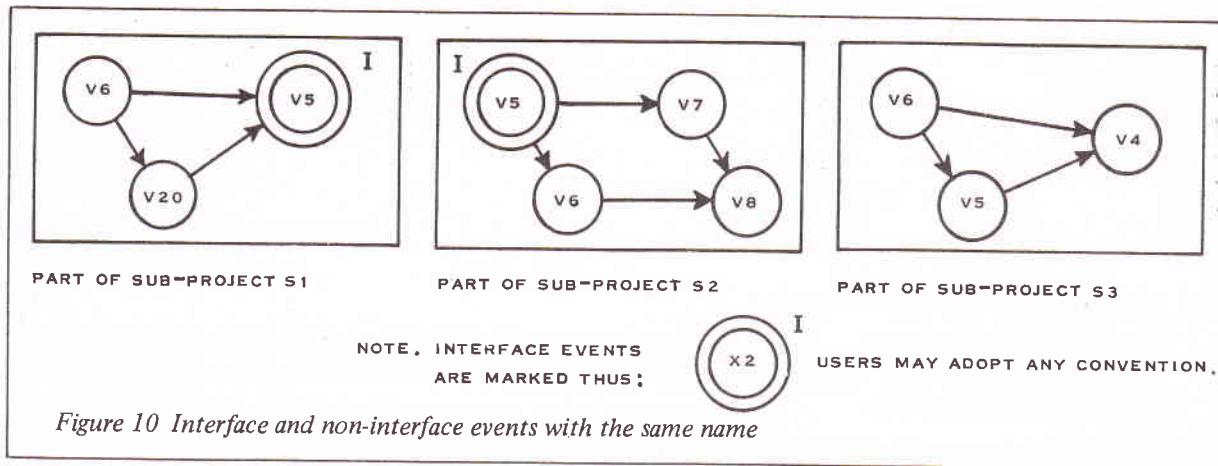 V6
V5
I
V20
I
V5
V7
V6
V8
V6
V4
V5
PART OF SUB-PROJECT S1
PART OF SUB-PROJECT S2
PART OF SUB-PROJECT S3
NOTE. INTERFACE EVENTS
ARE MARKED THUS:
X2
I
USERS MAY ADOPT ANY CONVENTION.
Figure 10 Interface and non-interface events with the same name